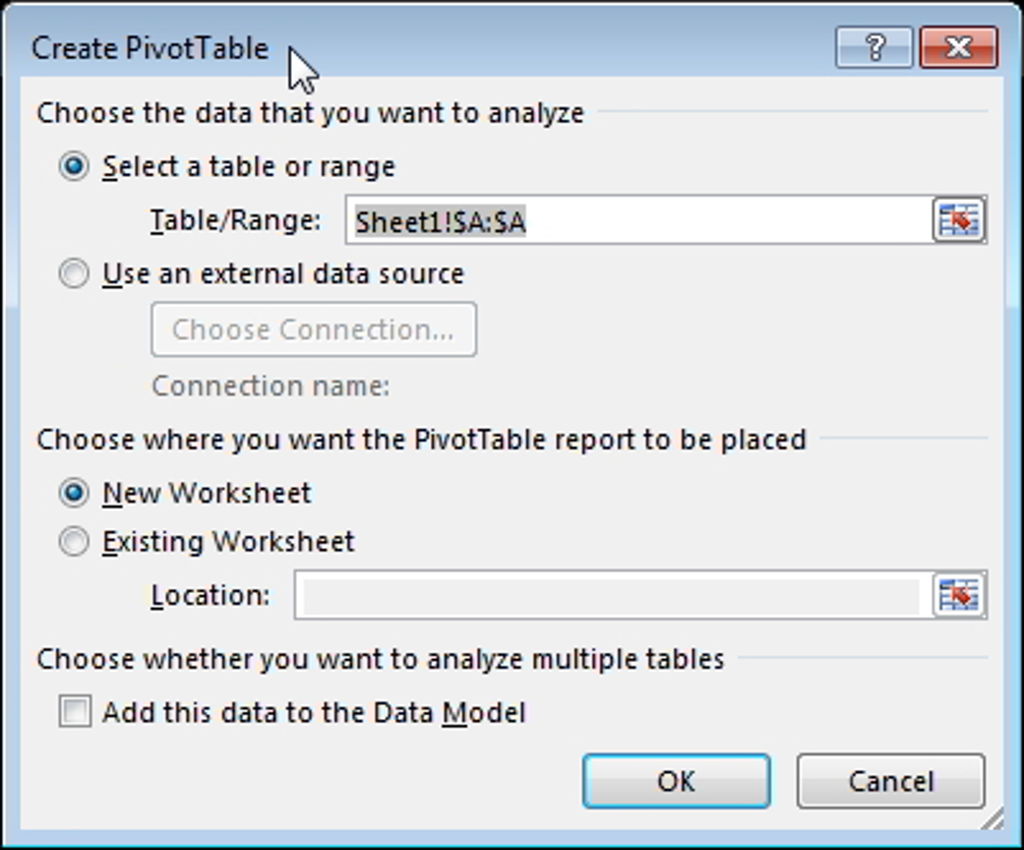 Create PivotTable
?
Choose the data that you want to analyze
Select a table or range
Table/Range: Sheet1!$A:$A
Use an external data source
Choose Connection...
Connection name:
Choose where you want the PivotTable report to be placed
New Worksheet
Existing Worksheet
Location:
Choose whether you want to analyze multiple tables
Add this data to the Data Model
OK Cancel